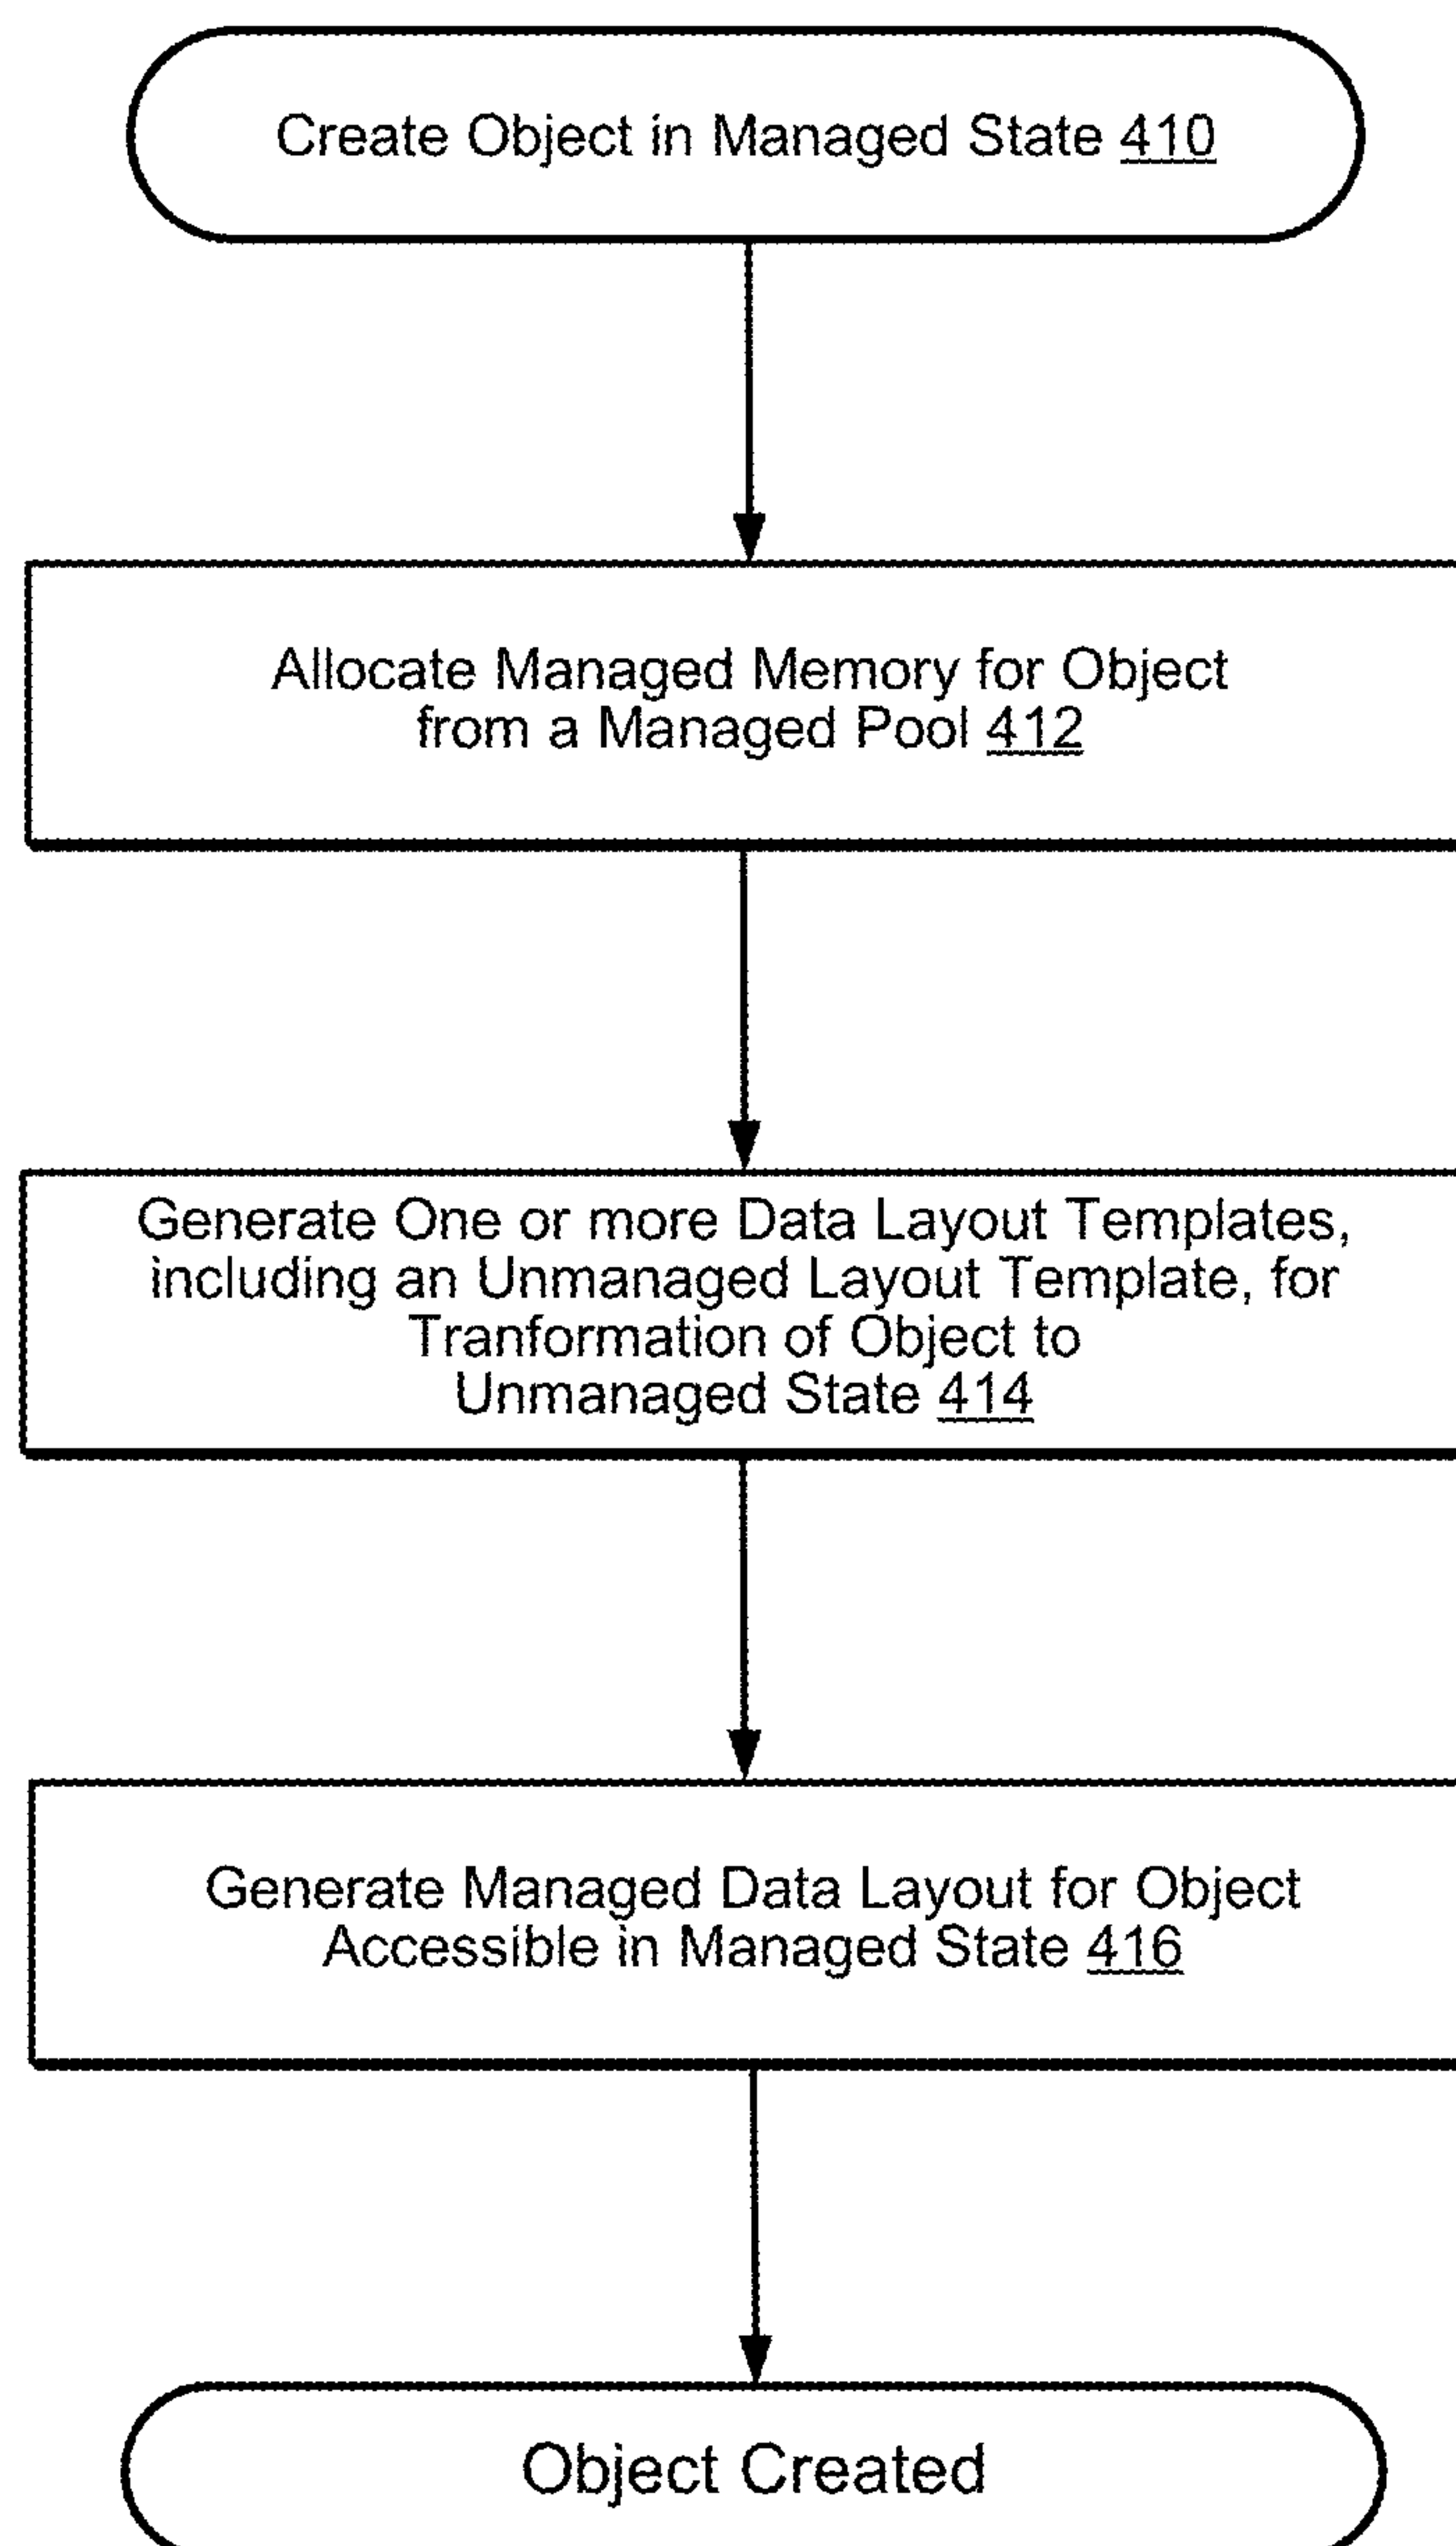 Create Object in Managed State 410
Allocate Managed Memory for Object
from a Managed Pool 412
Generate One or more Data Layout Templates,
including an Unmanaged Layout Template, for
Tranformation of Object to
Unmanaged State 414
Generate Managed Data Layout for Object
Accessible in Managed State 416
Object Created